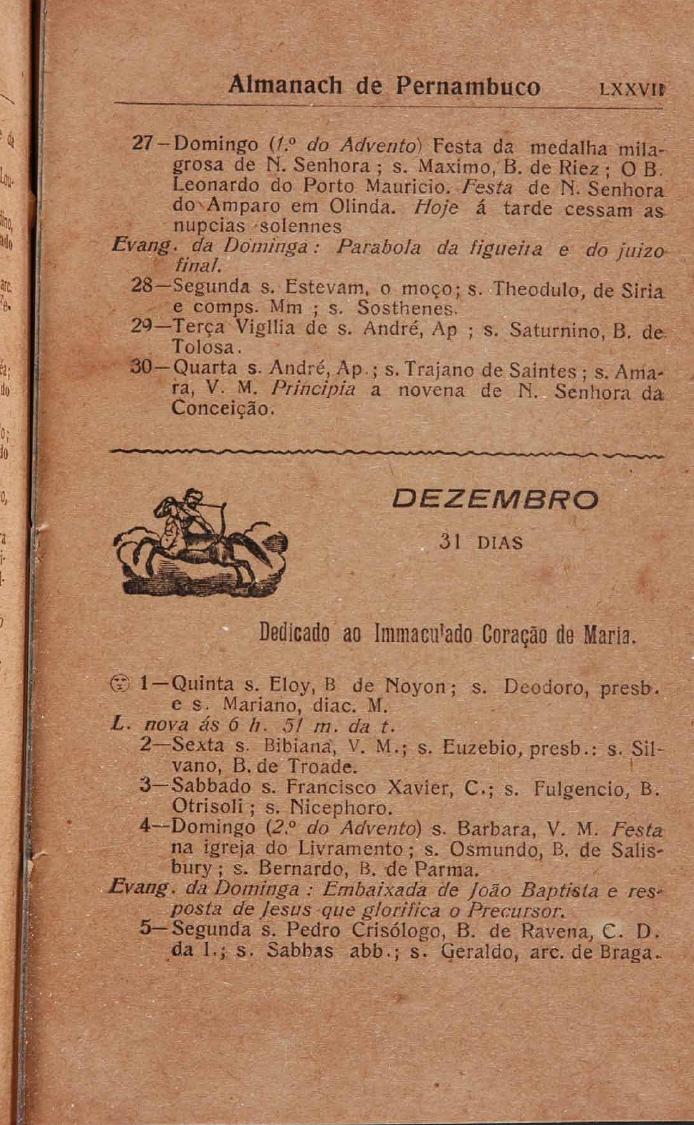 Almanach de Pernambuco LXXVII
27—Domingo (1.º do Advento) Festa da medalha mila-
grosa de N. Senhora ; s. Maximo, B. de Riez ; O B.
Leonardo do Porto Mauricio. Festa de N. Senhora
do Amparo em Olinda. Hoje á tarde cessam as
nupcias solennes
Evang. da Dominga : Parabola da figueira e do juizo
final.
28—Segunda s. Estevam, o moço; s. Theodulo, de Siria
e comps. Mm ; s. Sosthenes.
29—Terça Vigllia de s. André, Ap ; s. Saturnino, B. de
Tolosa.
30—Quarta s. André, Ap. ; s. Trajano de Saintes ; s. Ama-
ra, V. M. Principia a novena de N. Senhora da
Conceição.
DEZEMBRO
31 DIAS
Dedicado ao Immaculado Coração de Maria.
1—Quinta s. Eloy, B de Noyon; s. Deodoro, presb.
e s. Mariano, diac. M.
L. nova ás 6 h. 51 m. da t.
2—Sexta s. Bibiana, V. M.; s. Euzebio, presb.: s. Sil-
vano, B. de Troade.
3—Sabbado s. Francisco Xavier, C.; s. Fulgencio, B.
Otrisoli ; s. Nicephoro.
4—Domingo (2.º do Advento) s. Barbara, V. M. Festa
na igreja do Livramento ; s. Osmundo, B. de Salis-
bury ; s. Bernardo, B. de Parma.
Evang. da Dominga : Embaixada de João Baptista e res-
posta de Jesus que glorifica o Precursor.
5—Segunda s. Pedro Crisólogo, B. de Ravena, C. D.
da I.; s. Sabbas abb.; s. Geraldo, arc. de Braga.